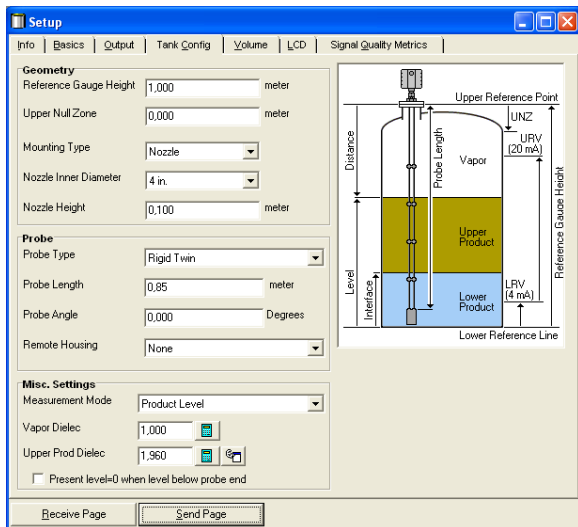 Setup
Info Basics Output Tank Config Volume LCD Signal Quality Metrics
Geometry
Reference Gauge Height 1,000 meter
Upper Null Zone 0,000 meter
Mounting Type Nozzle
Nozzle Inner Diameter 4 in.
Nozzle Height 0,100 meter
Probe
Probe Type Rigid Twin
Probe Length 0,85 meter
Probe Angle 0,000 Degrees
Remote Housing None
Misc. Settings
Measurement Mode Product Level
Vapor Dielec 1,000
Upper Prod Dielec 1,960
Present level=0 when level below probe end
Receive Page Send Page
Upper Reference Point
UNZ
URV
(20 mA)
Distance
Probe Length
Vapor
Reference Gauge Height
Upper
Product
Level
Interface
Lower
Product
LRV
(4 mA)
Lower Reference Line